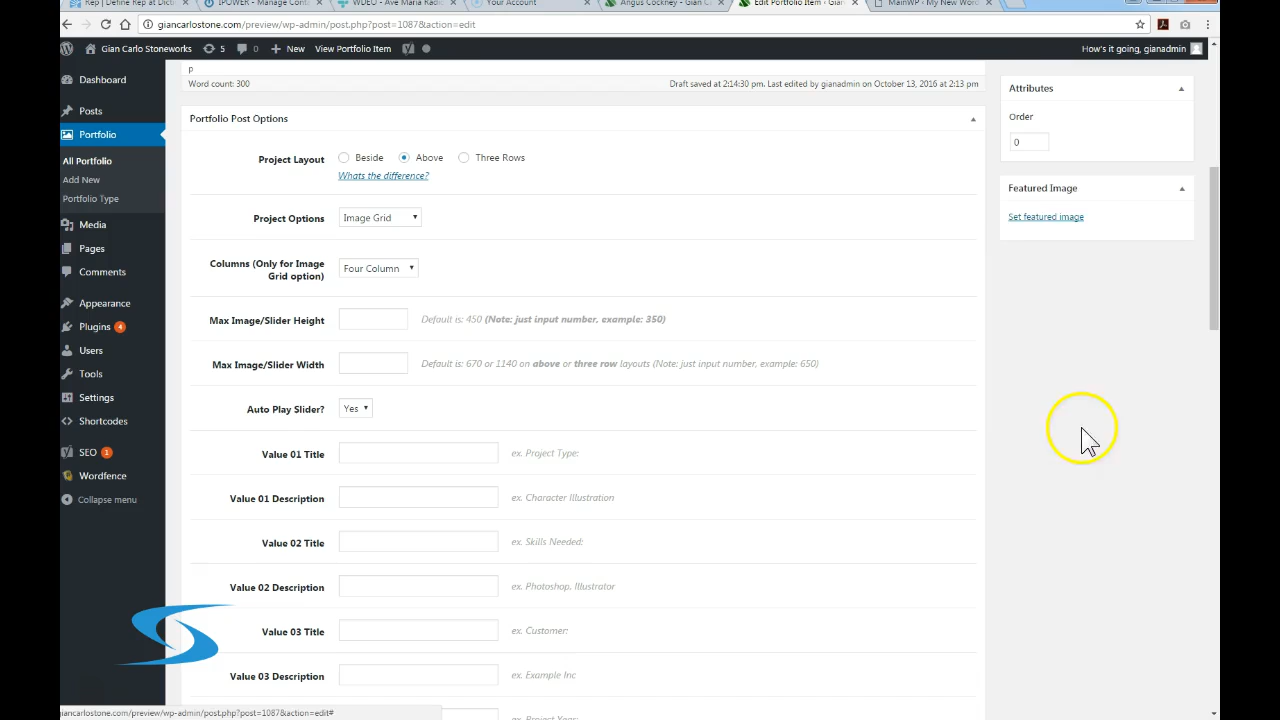 Rep | Define Rep at Dict
IPOWER - Manage Cont
WDEO - Ave Maria Radi
Your Account
Angus Cockney - Gian C
Edit Portfolio Item ‹ Gia
MainWP - My New Word
giancarlostone.com/preview/wp-admin/post.php?post=1087&action=edit
Gian Carlo Stoneworks
5
+ New
View Portfolio Item
How's it going, gianadmin
Dashboard
Posts
Portfolio
All Portfolio
Add New
Portfolio Type
Media
Pages
Comments
Appearance
Plugins 4
Users
Tools
Settings
Shortcodes
SEO 1
Wordfence
Collapse menu
p
Word count: 300
Draft saved at 2:14:30 pm. Last edited by gianadmin on October 13, 2016 at 2:13 pm
Portfolio Post Options
Project Layout Beside Above Three Rows
Whats the difference?
Project Options Image Grid
Columns (Only for Image
Grid option)
Four Column
Max Image/Slider Height Default is: 450 (Note: just input number, example: 350)
Max Image/Slider Width Default is: 670 or 1140 on above or three row layouts (Note: just input number, example: 650)
Auto Play Slider? Yes
Value 01 Title ex. Project Type:
Value 01 Description ex. Character Illustration
Value 02 Title ex. Skills Needed:
Value 02 Description ex. Photoshop, Illustrator
Value 03 Title ex. Customer:
Value 03 Description ex. Example Inc
ex. Project Year:
Attributes
Order
0
Featured Image
Set featured image
giancarlostone.com/preview/wp-admin/post.php?post=1087&action=edit#